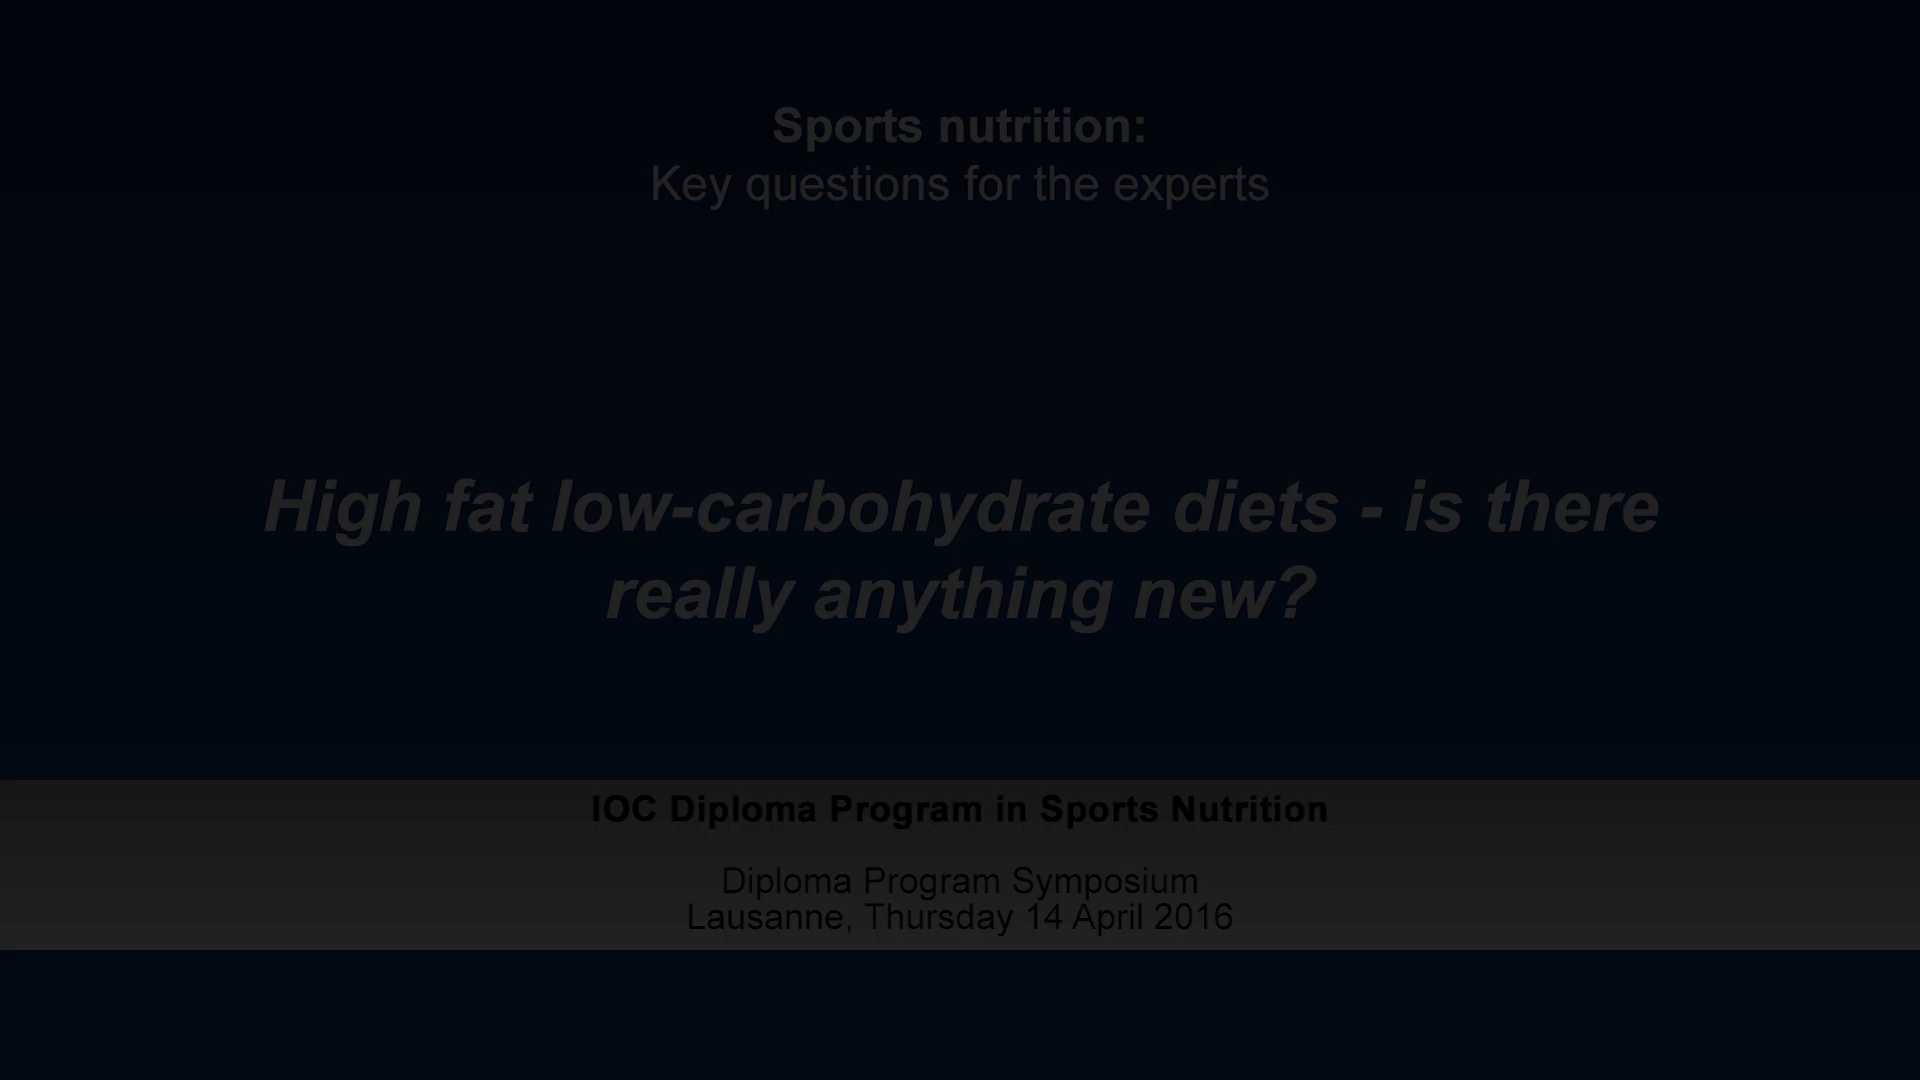 Sports nutrition:
Key questions for the experts
High fat low-carbohydrate diets - is there
really anything new?
IOC Diploma Program in Sports Nutrition
Diploma Program Symposium
Lausanne, Thursday 14 April 2016